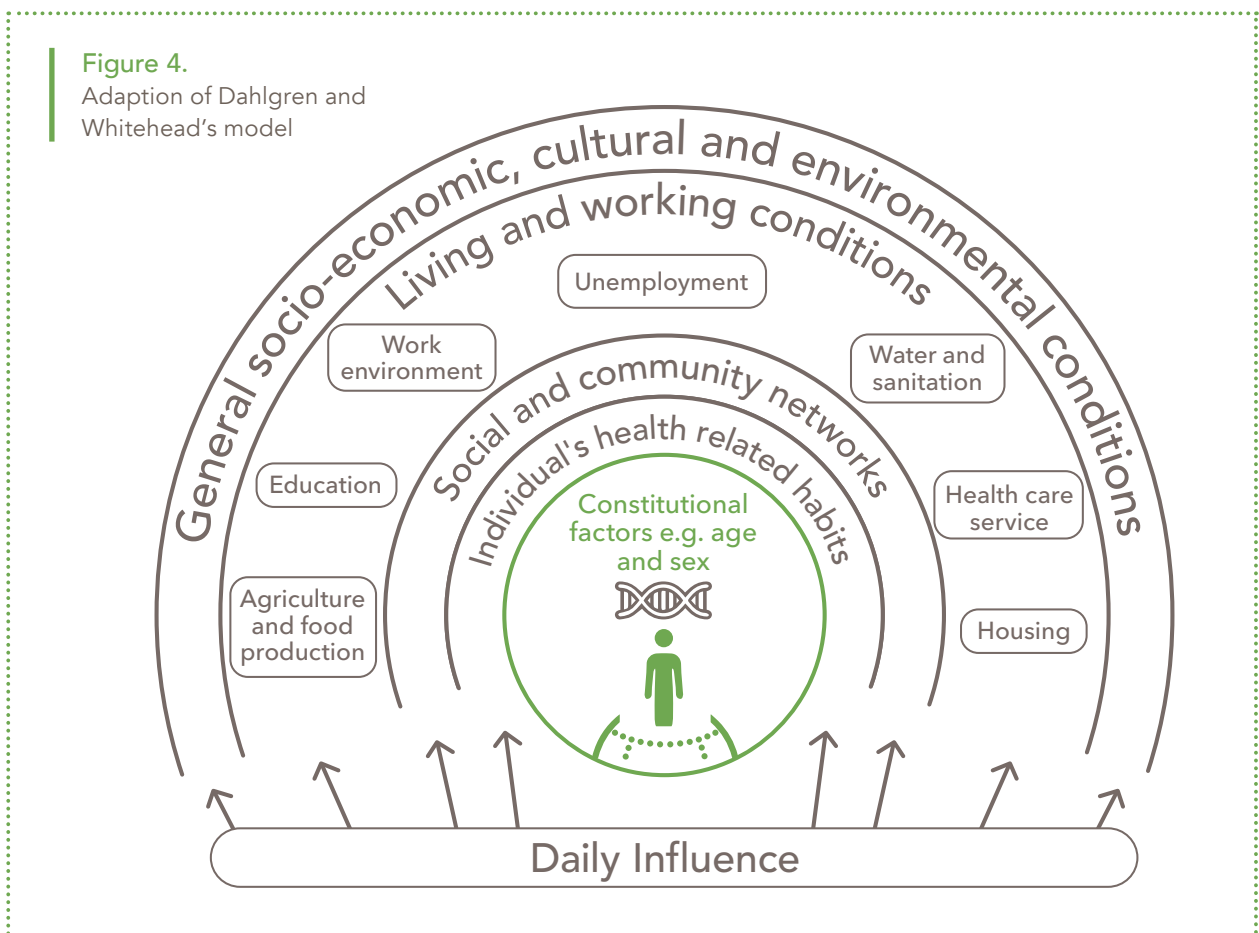 Figure 4.
Adaption of Dahlgren and
Whitehead's model
General socio-economic, cultural and environmental conditions
Living and working conditions
Unemployment
Work
environment
Water and
sanitation
Education
Health care
service
Agriculture
and food
production
Housing
Social and community networks
Individual's health related habits
Constitutional
factors e.g. age
and sex
Daily Influence